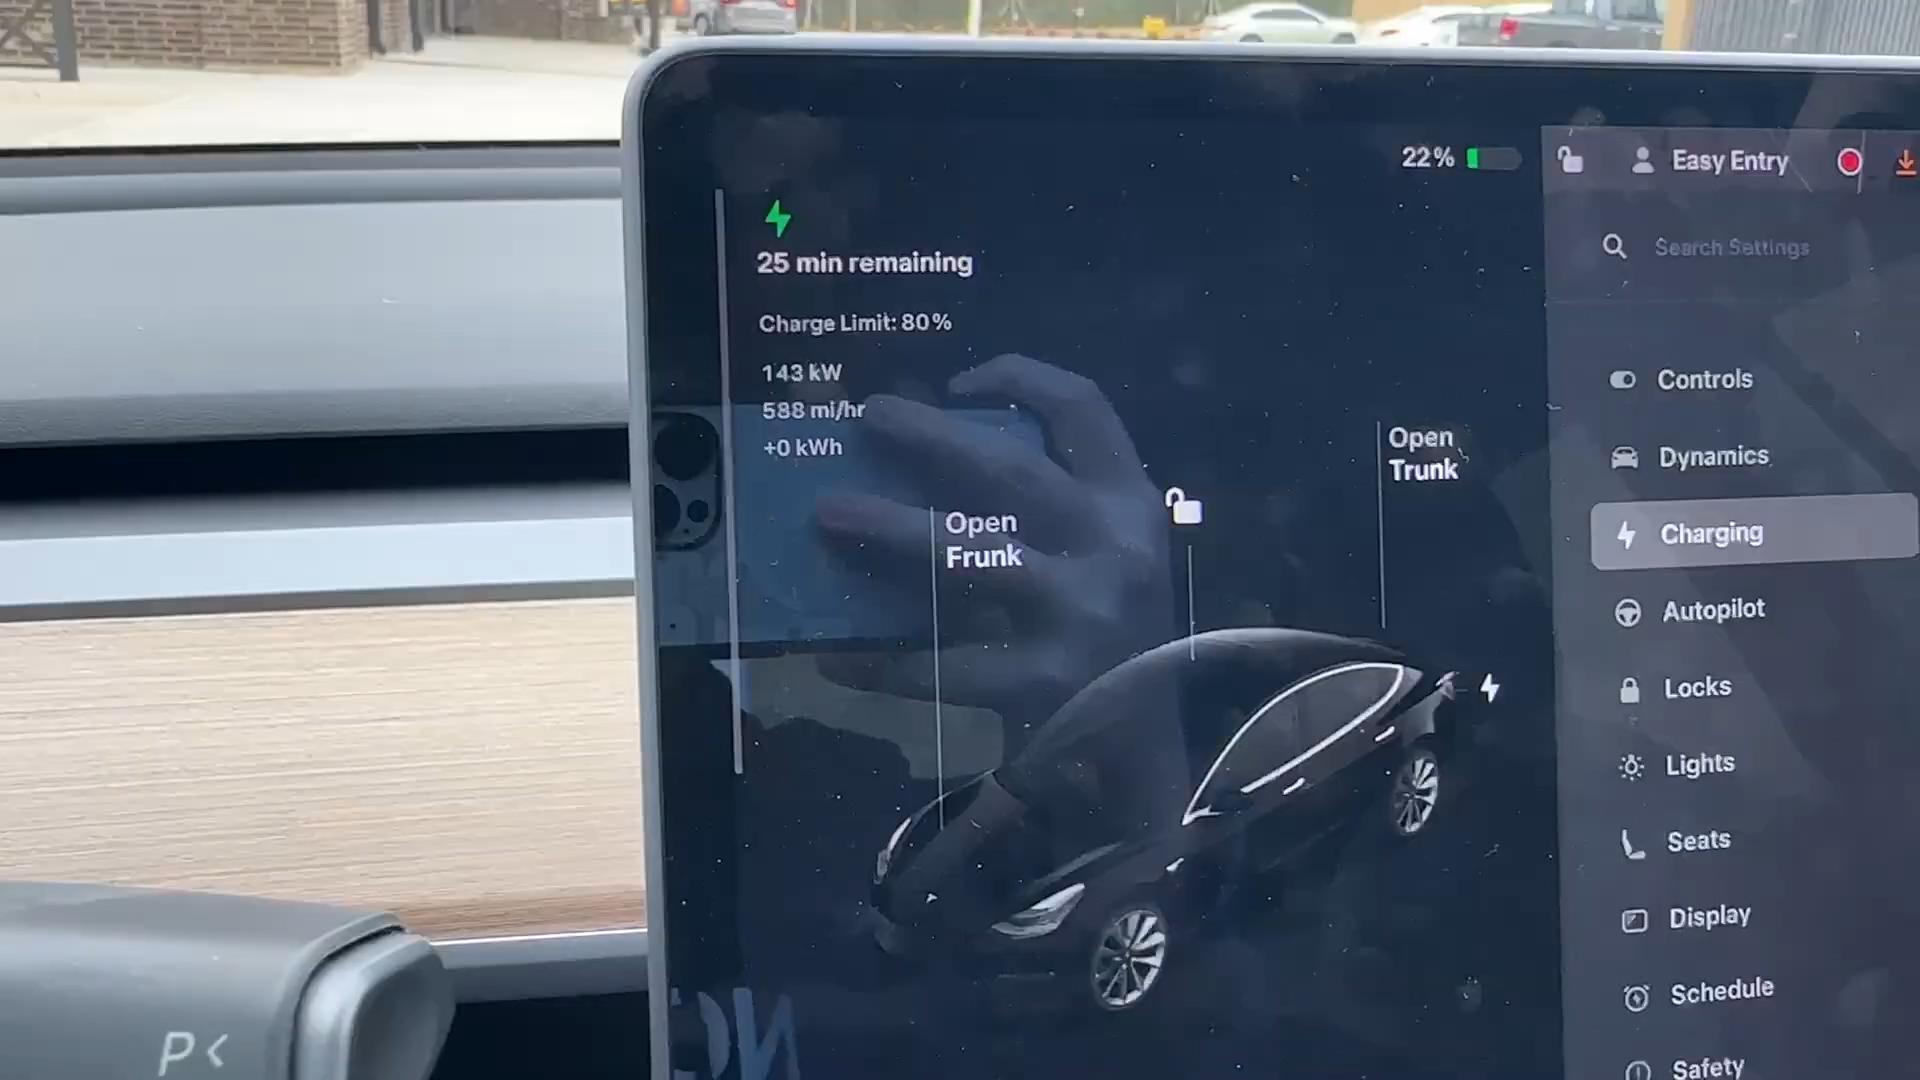 22%
Easy Entry
Search Settings
25 min remaining
Charge Limit: 80%
143 kW
588 mi/hr
+0 kWh
Open
Frunk
Open
Trunk
Controls
Dynamics
Charging
Autopilot
Locks
Lights
Seats
Display
Schedule
Safety
P<